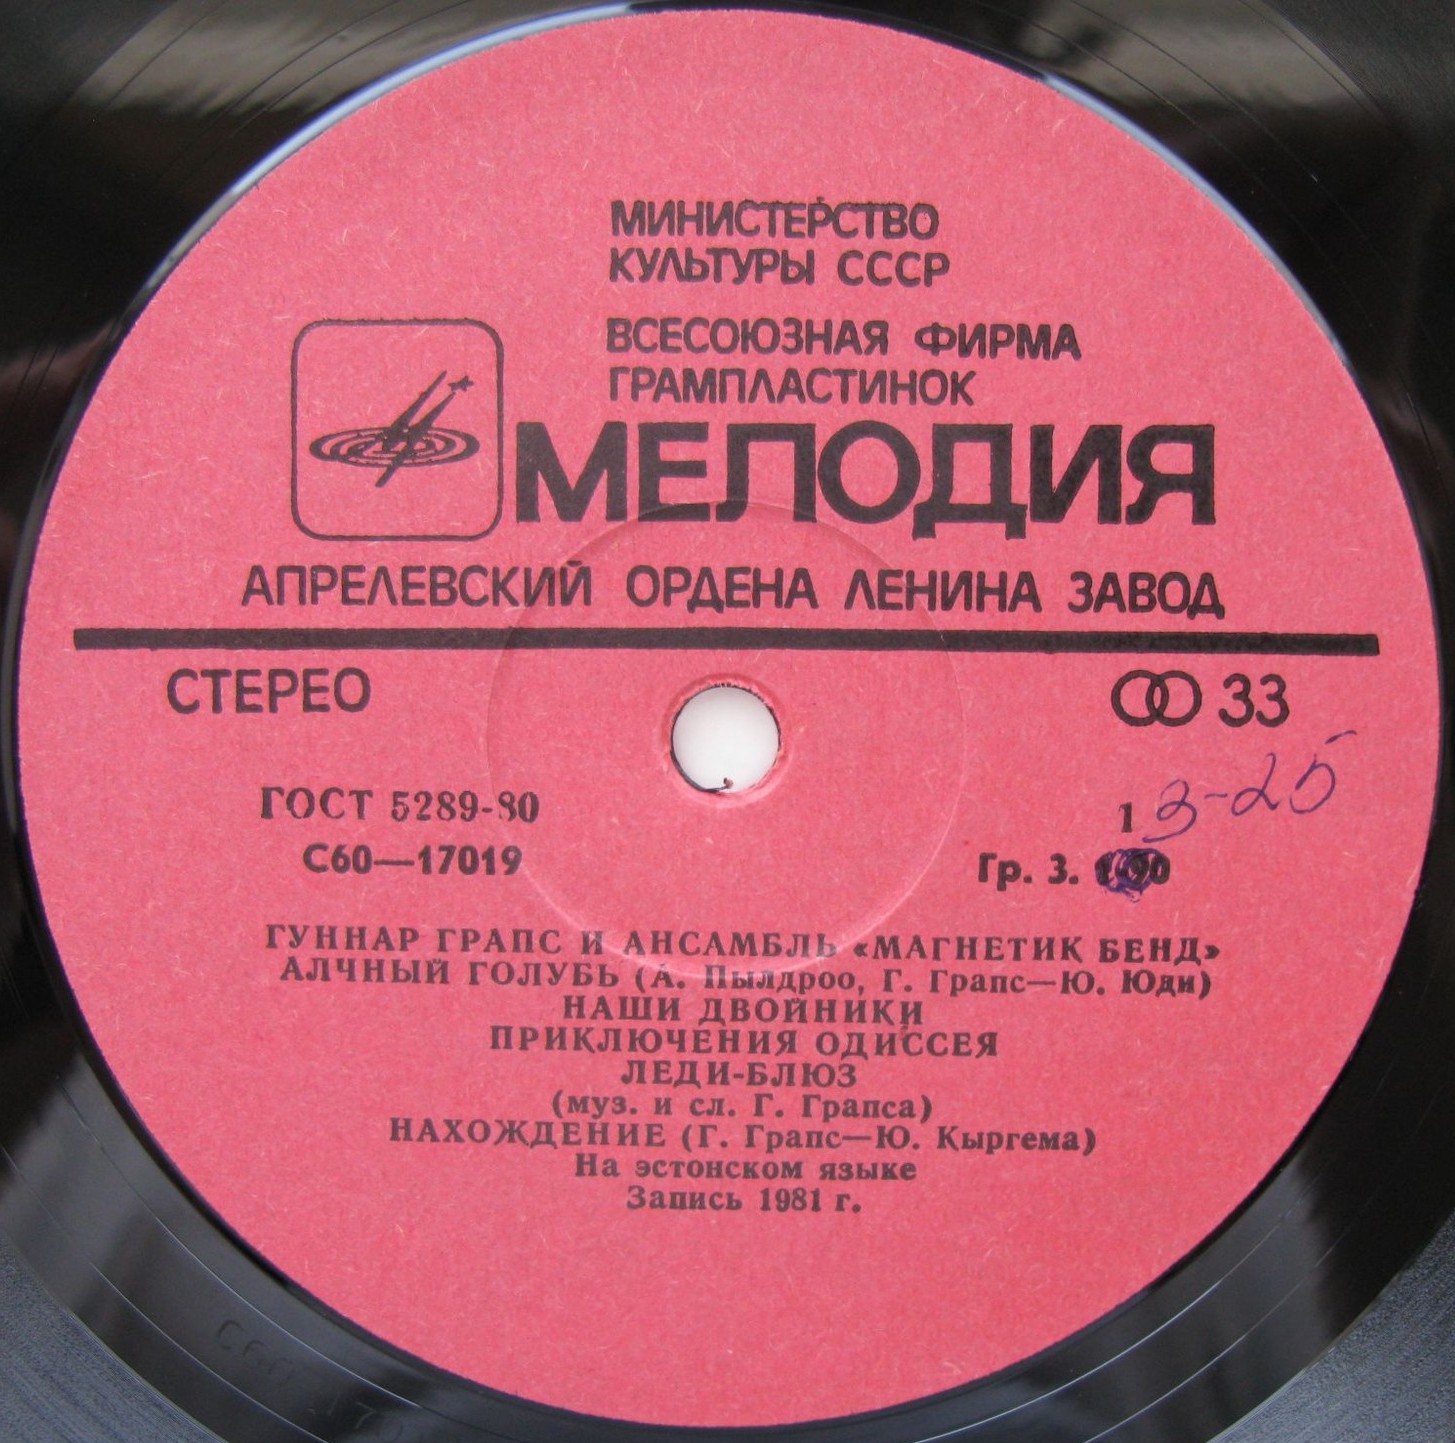 МИНИСТЕРСТВО
КУЛЬТУРЫ СССР
ВСЕСОЮЗНАЯ ФИРМА
ГРАМПЛАСТИНОК
МЕЛОДИЯ
АПРЕЛЕВСКИЙ ОРДЕНА ЛЕНИНА ЗАВОД
СТЕРЕО
33
ГОСТ 5289-80
1 3-25
С60—17019
Гр. 3.
ГУННАР ГРАПС И АНСАМБЛЬ «МАГНЕТИК БЕНД»
АЛЧНЫЙ ГОЛУБЬ (А. Пылдроо, Г. Грапс—Ю. Юди)
НАШИ ДВОЙНИКИ
ПРИКЛЮЧЕНИЯ ОДИССЕЯ
ЛЕДИ-БЛЮЗ
(муз. и сл. Г. Грапса)
НАХОЖДЕНИЕ (Г. Грапс—Ю. Кыргема)
На эстонском языке
Запись 1981 г.